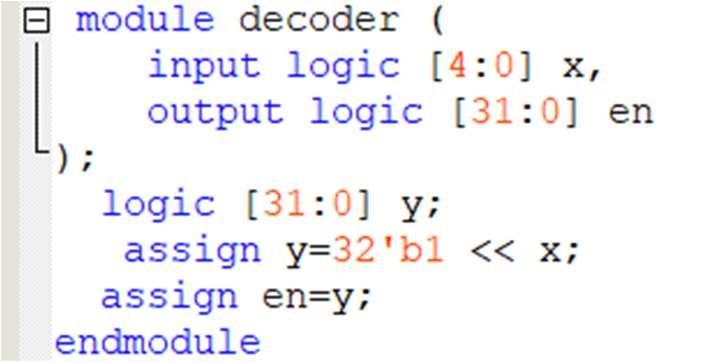 module decoder (
input logic [4:0] x,
output logic [31:0] en
);
logic [31:0] y;
assign y=32'b1 << x;
assign en=y;
endmodule